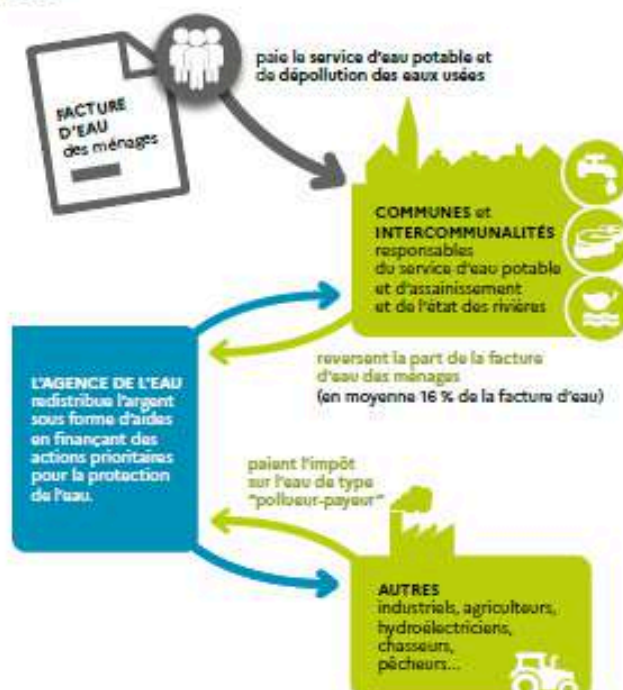 paie le service d'eau potable et
de dépollution des eaux usées
FACTURE
D'EAU
des ménages
COMMUNES et
INTERCOMMUNALITÉS
responsables
du service d'eau potable
et d'assainissement
et de l'état des rivières
reversent la part de la facture
d'eau des ménages
(en moyenne 16 % de la facture d'eau)
L'AGENCE DE L'EAU
redistribue l'argent
sous forme d'aides
en finançant des
actions prioritaires
pour la protection
de l'eau.
paient l'impôt
sur l'eau de type
"pollueur-payeur"
AUTRES
industriels, agriculteurs,
hydroélectriciens,
chasseurs,
pêcheurs...